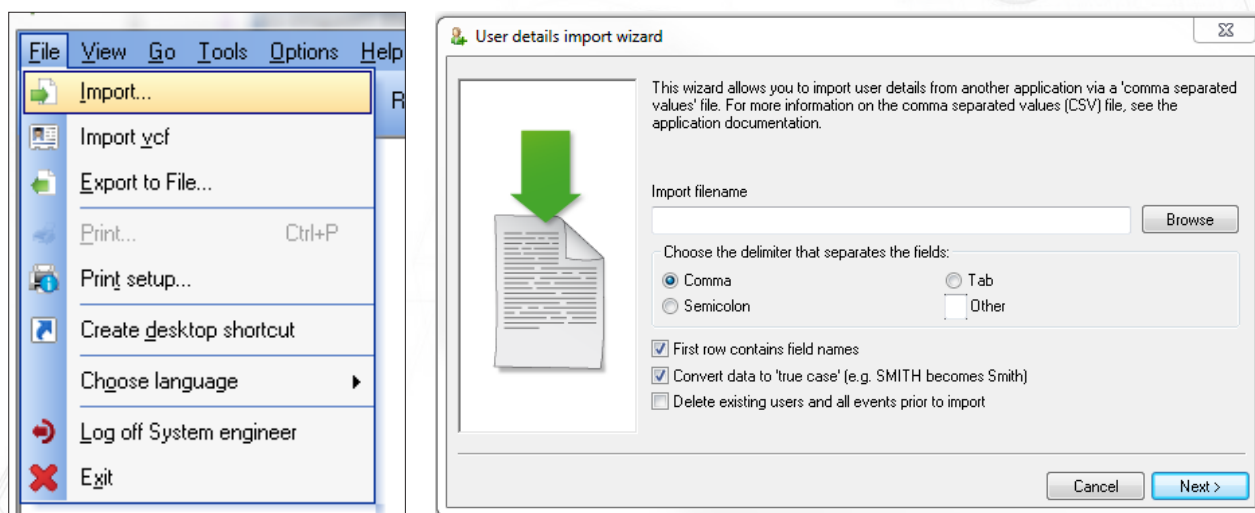 File View Go Tools Options Help
Import...
Import vcf
Export to File...
Print... Ctrl+P
Print setup...
Create desktop shortcut
Choose language
Log off System engineer
Exit
R
User details import wizard
This wizard allows you to import user details from another application via a 'comma separated
values' file. For more information on the comma separated values (CSV) file, see the
application documentation.
Import filename
Browse
Choose the delimiter that separates the fields:
Comma Tab
Semicolon Other
First row contains field names
Convert data to 'true case' (e.g. SMITH becomes Smith)
Delete existing users and all events prior to import
Cancel Next >